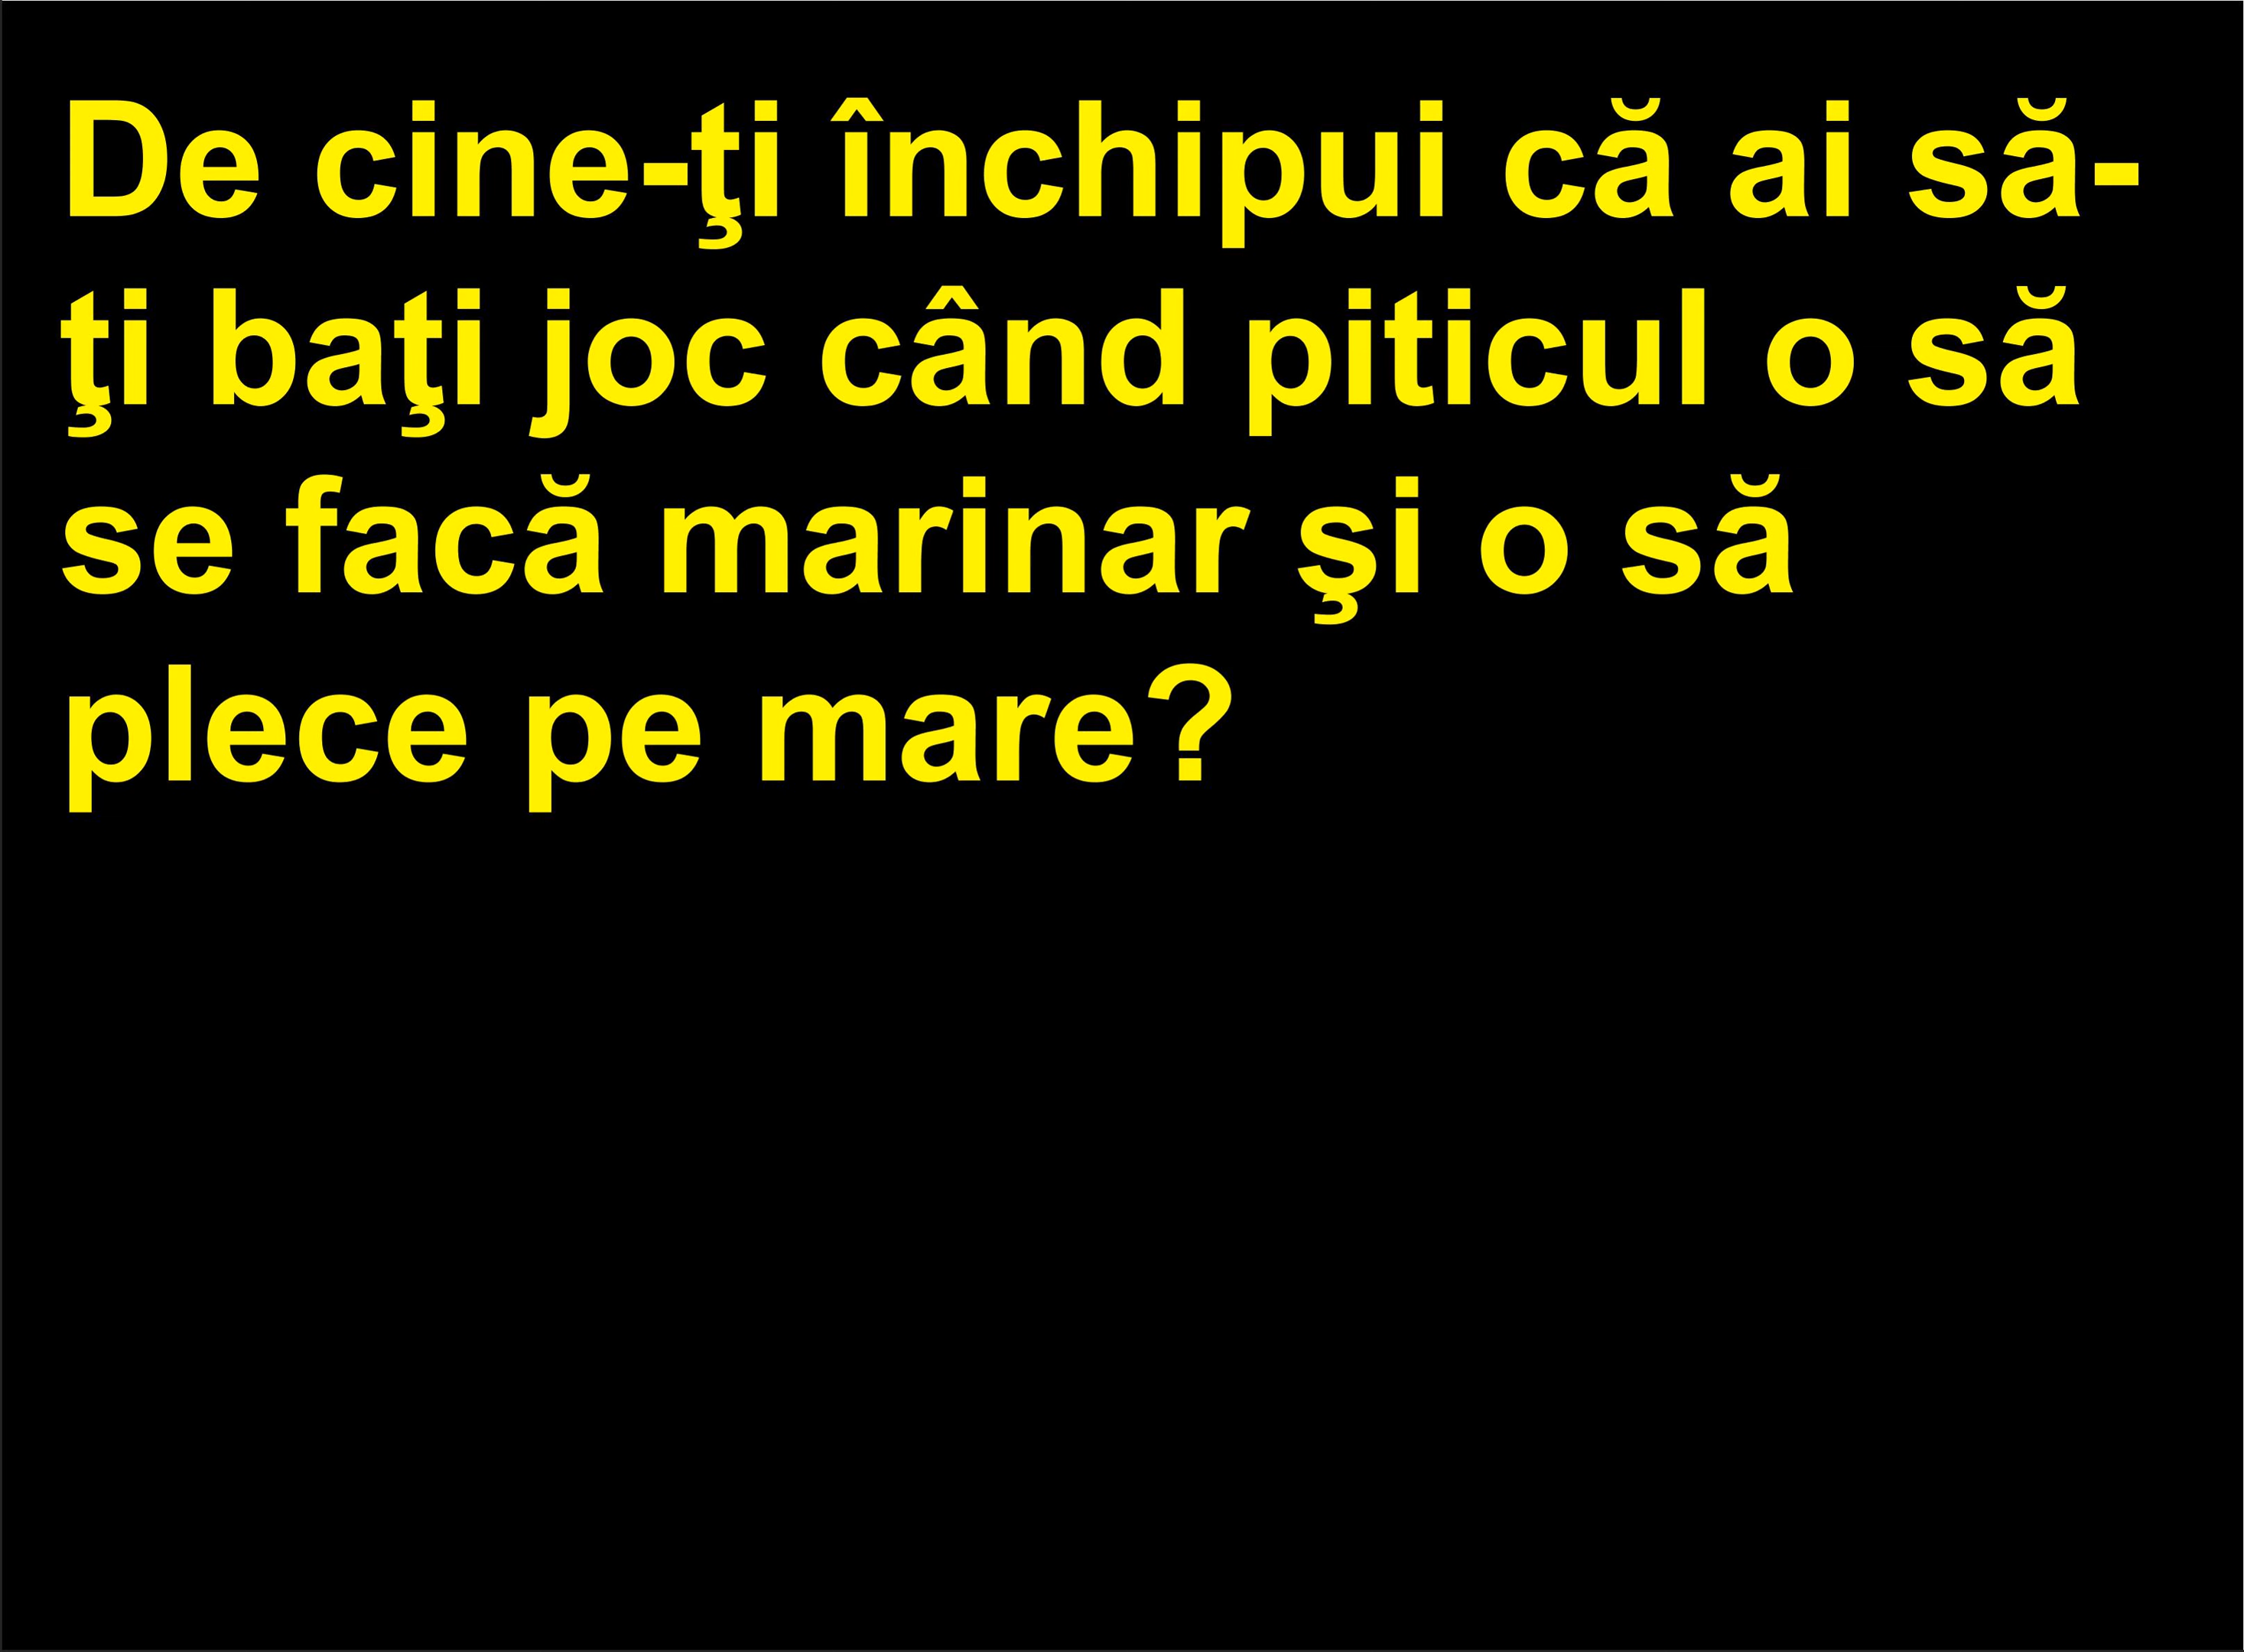 De cine-ţi închipui că ai să-
ţi baţi joc când piticul o să
se facă marinar şi o să
plece pe mare?